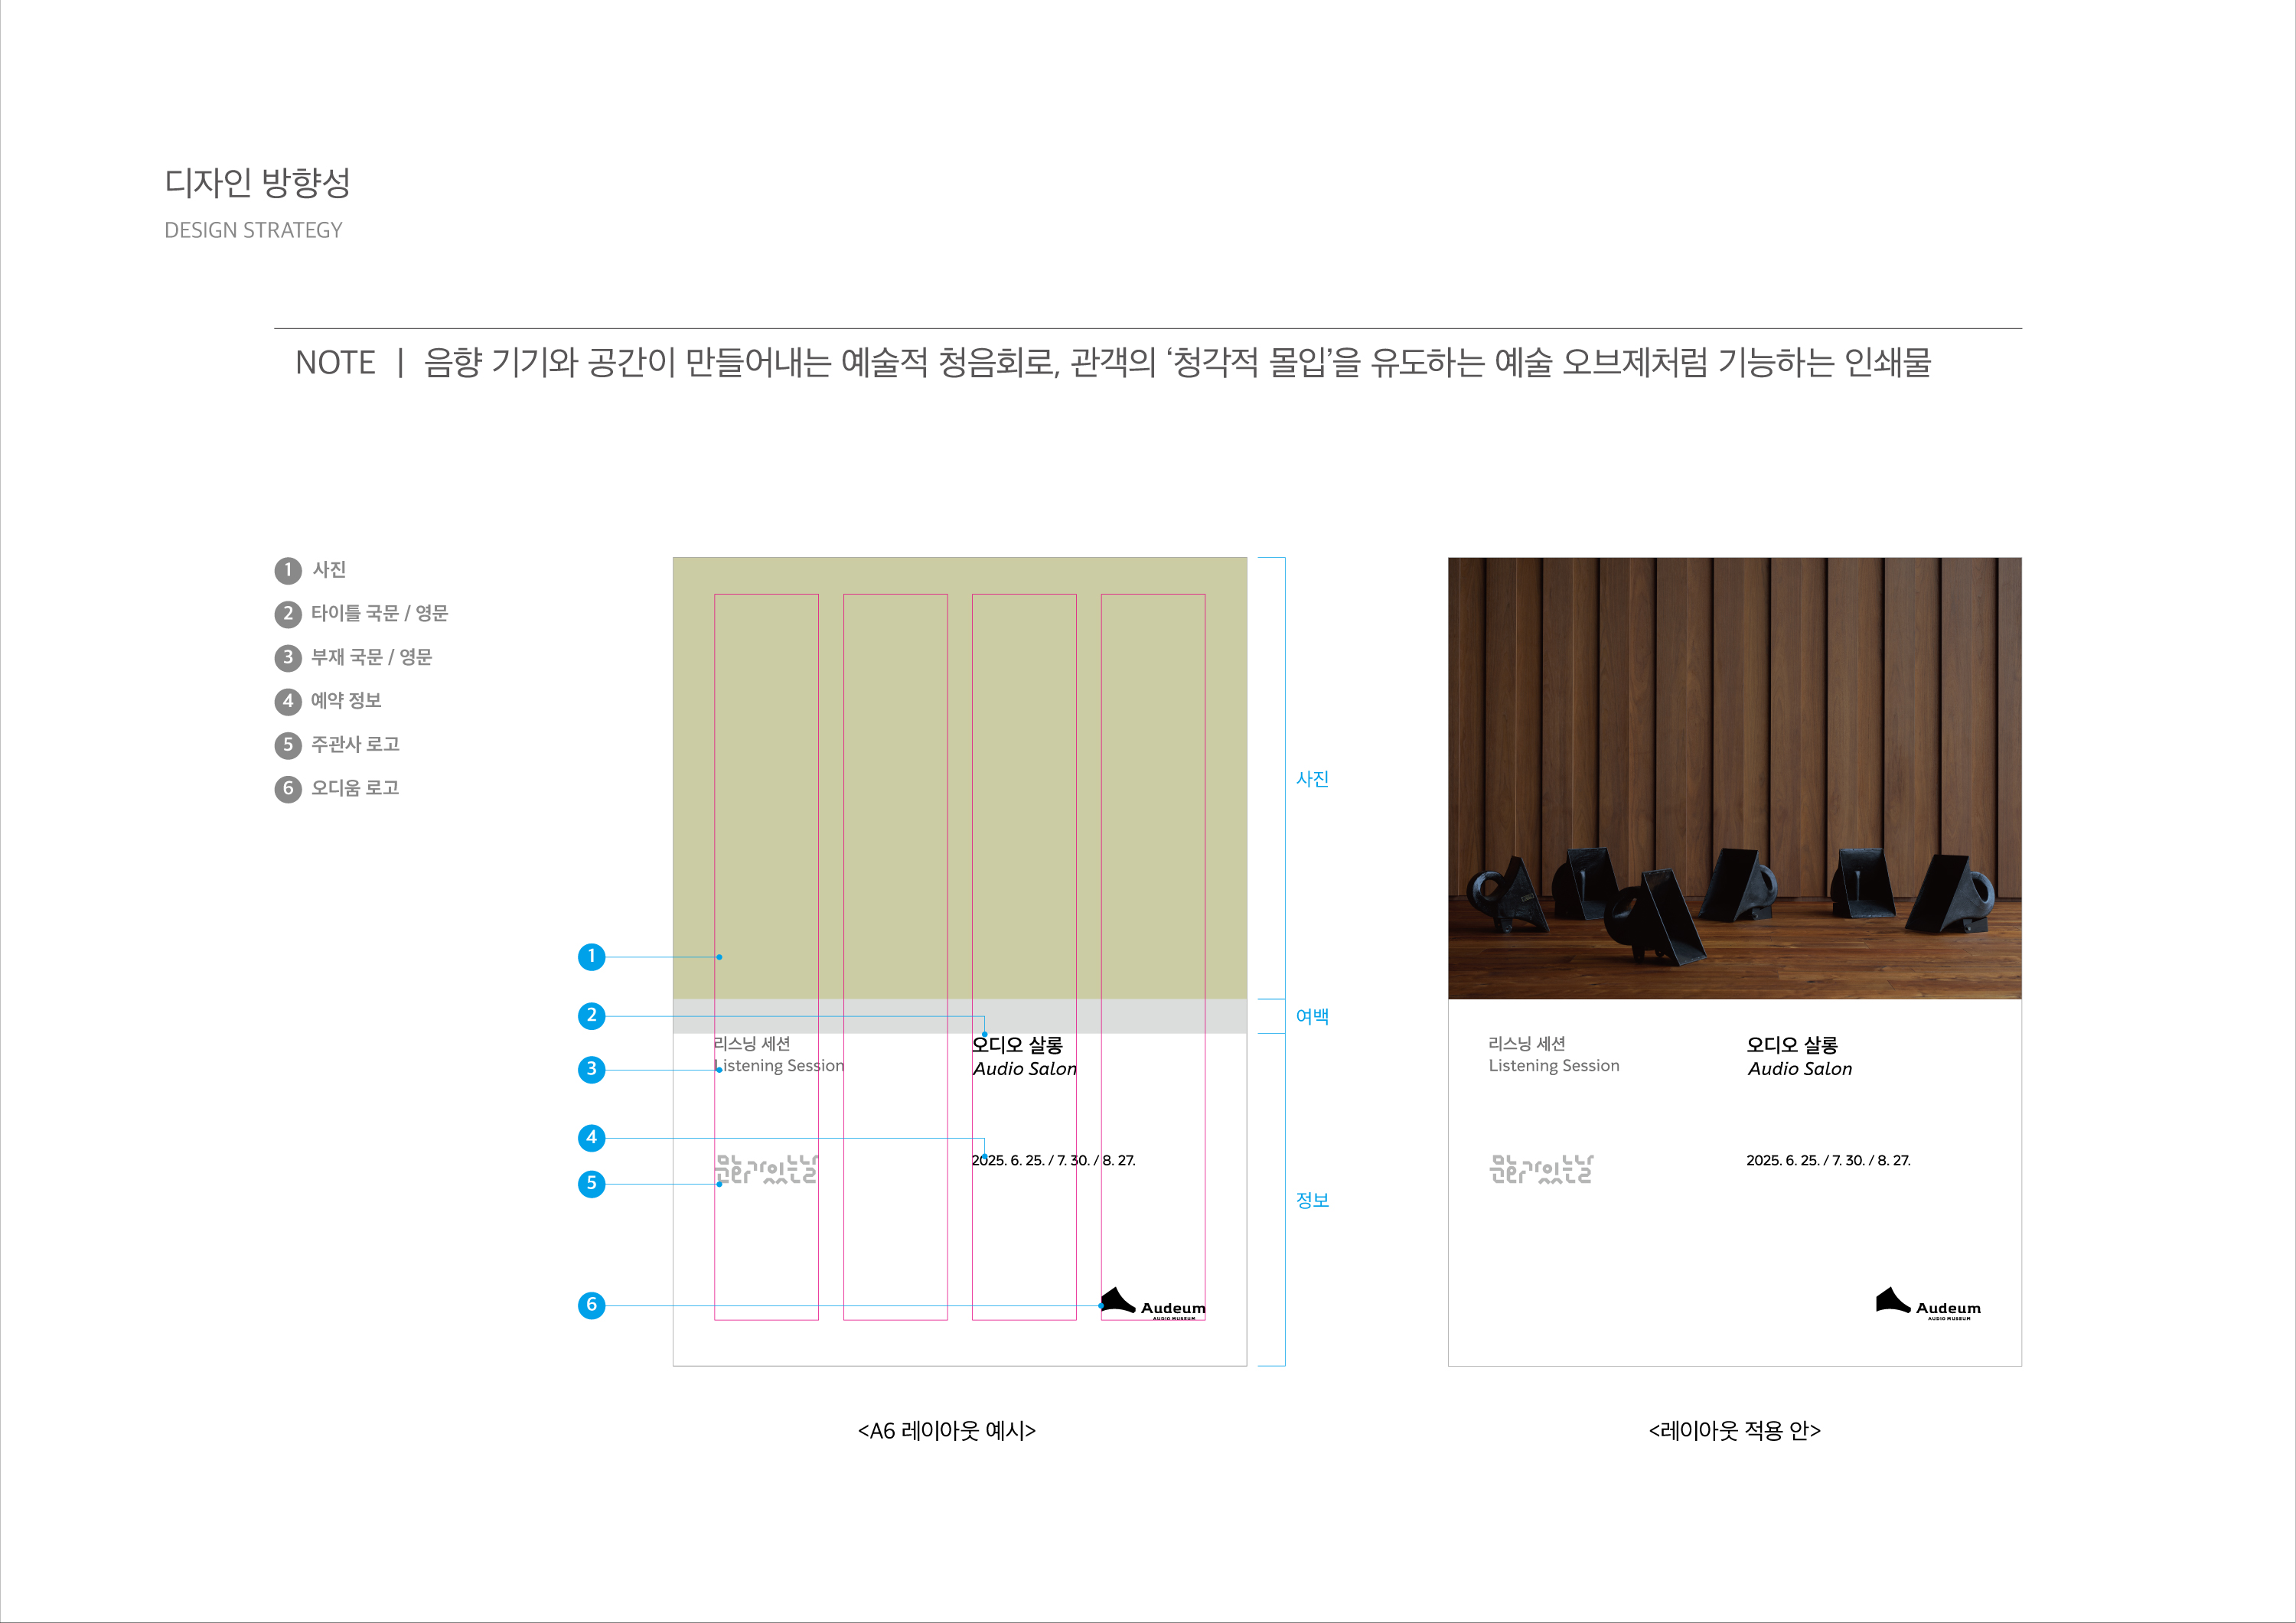 디자인 방향성
DESIGN STRATEGY
NOTE | 음향 기기와 공간이 만들어내는 예술적 청음회로, 관객의 ‘청각적 몰입’을 유도하는 예술 오브제처럼 기능하는 인쇄물
1 사진
2 타이틀 국문 / 영문
3 부재 국문 / 영문
4 예약 정보
5 주관사 로고
6 오디움 로고
1
2
3
4
5
6
리스닝 세션
Listening Session
오디오 살롱
Audio Salon
문화가있는날
2025. 6. 25. / 7. 30. / 8. 27.
Audeum
AUDIO MUSEUM
사진
여백
정보
<A6 레이아웃 예시>
리스닝 세션
Listening Session
오디오 살롱
Audio Salon
문화가있는날
2025. 6. 25. / 7. 30. / 8. 27.
Audeum
AUDIO MUSEUM
<레이아웃 적용 안>